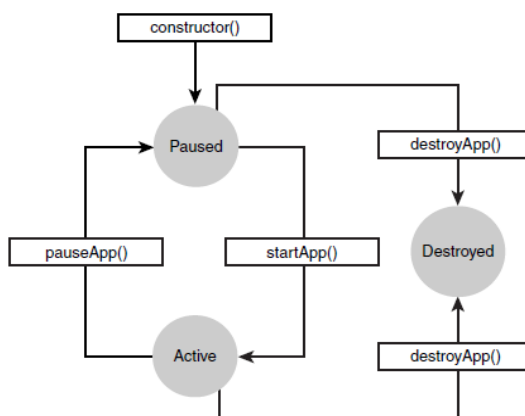 constructor()
Paused
destroyApp()
pauseApp()
startApp()
Destroyed
Active
destroyApp()